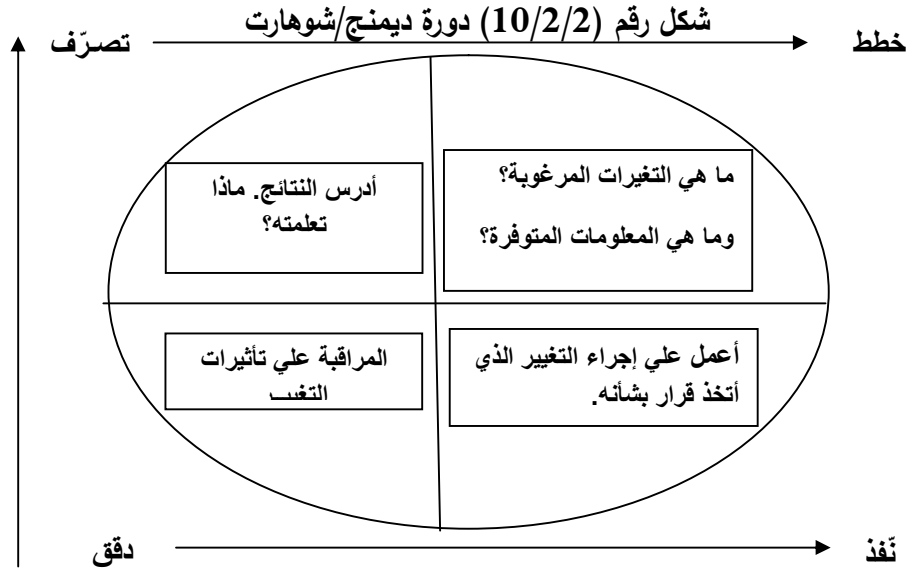 شكل رقم (10/2/2) دورة ديمنج/شوهارت
خطط
تصرّف
ما هي التغيرات المرغوبة؟
وما هي المعلومات المتوفرة؟
أدرس النتائج. ماذا
تعلمته؟
أعمل علي إجراء التغيير الذي
أتخذ قرار بشأنه.
المراقبة علي تأثيرات
نّفذ
دقق